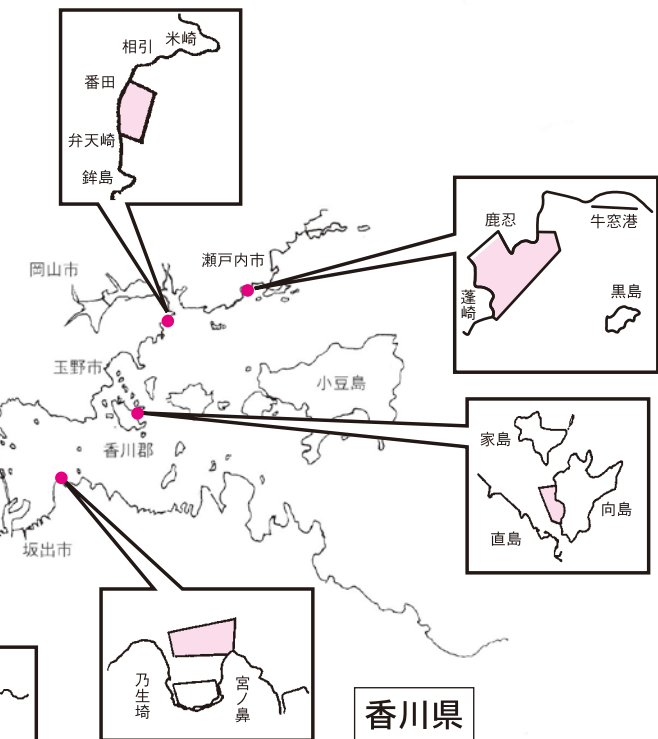 米崎
相引
番田
弁天崎
鉾島
鹿忍
牛窓港
蓬崎
黒島
瀬戸内市
岡山市
玉野市
小豆島
香川郡
家島
向島
直島
坂出市
乃生埼
宮ノ鼻
香川県